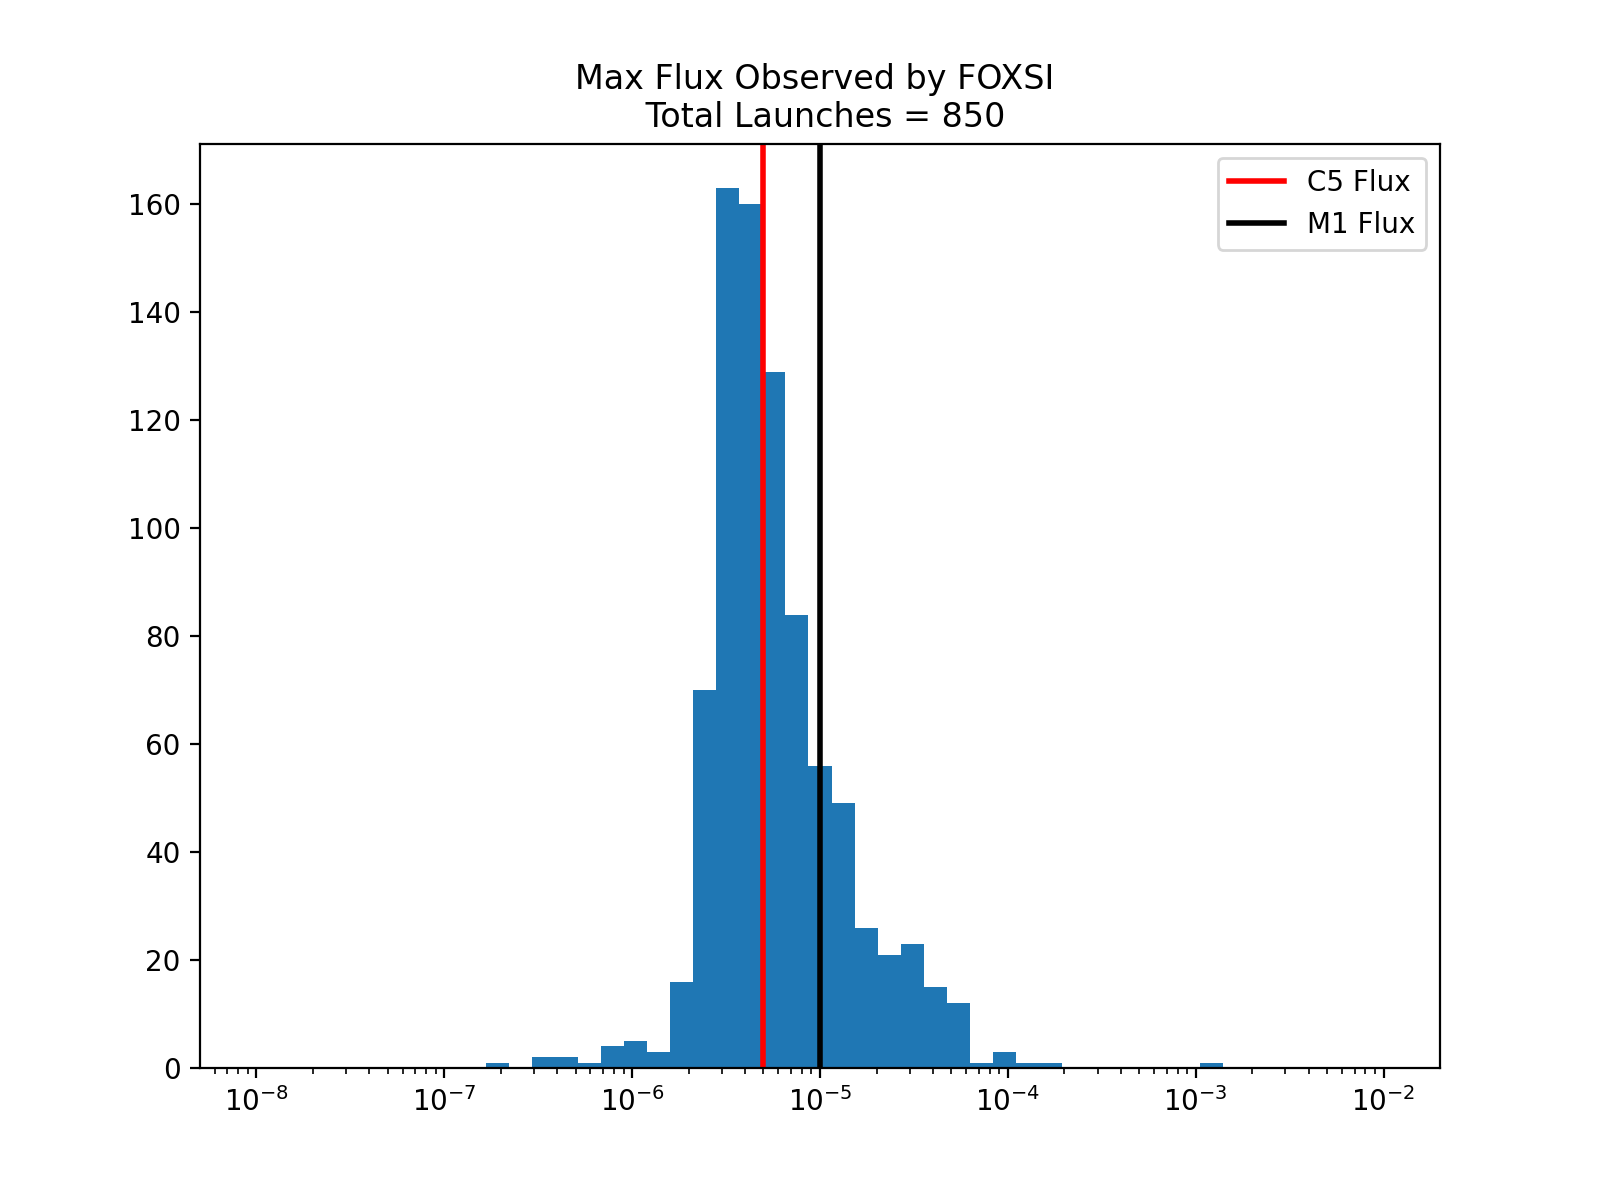 Max Flux Observed by FOXSI
Total Launches = 850
C5 Flux
M1 Flux
160
140
120
100
80
60
40
20
0
10⁻⁸ 10⁻⁷ 10⁻⁶ 10⁻⁵ 10⁻⁴ 10⁻³ 10⁻²